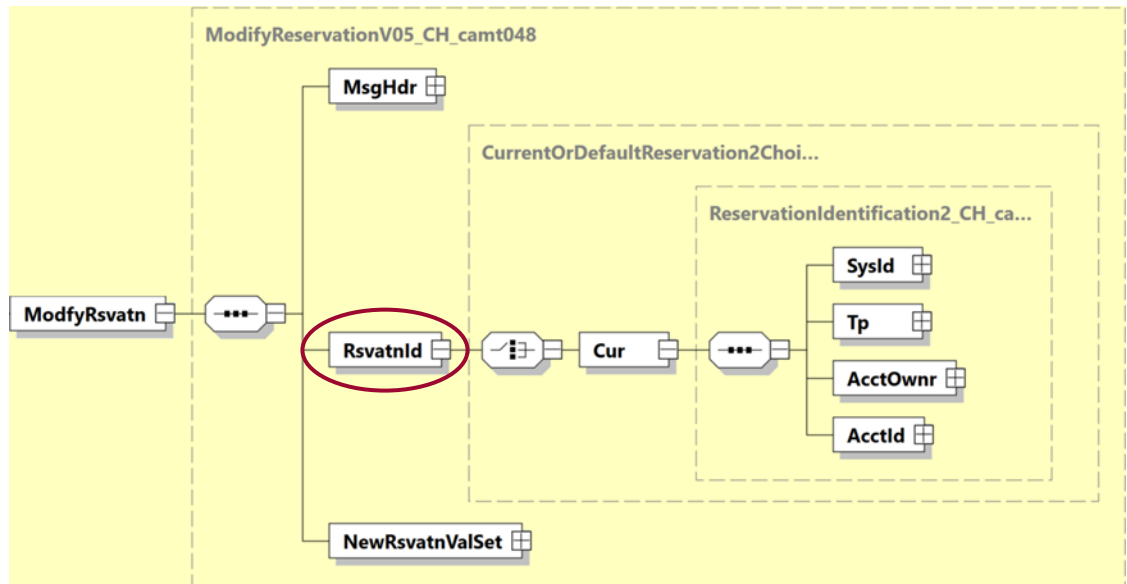 ModifyReservationV05_CH_camt048
MsgHdr
CurrentOrDefaultReservation2Choi...
ReservationIdentification2_CH_ca...
SysId
Tp
ModfyRsvatn
RsvatnId
Cur
AcctOwnr
AcctId
NewRsvatnValSet